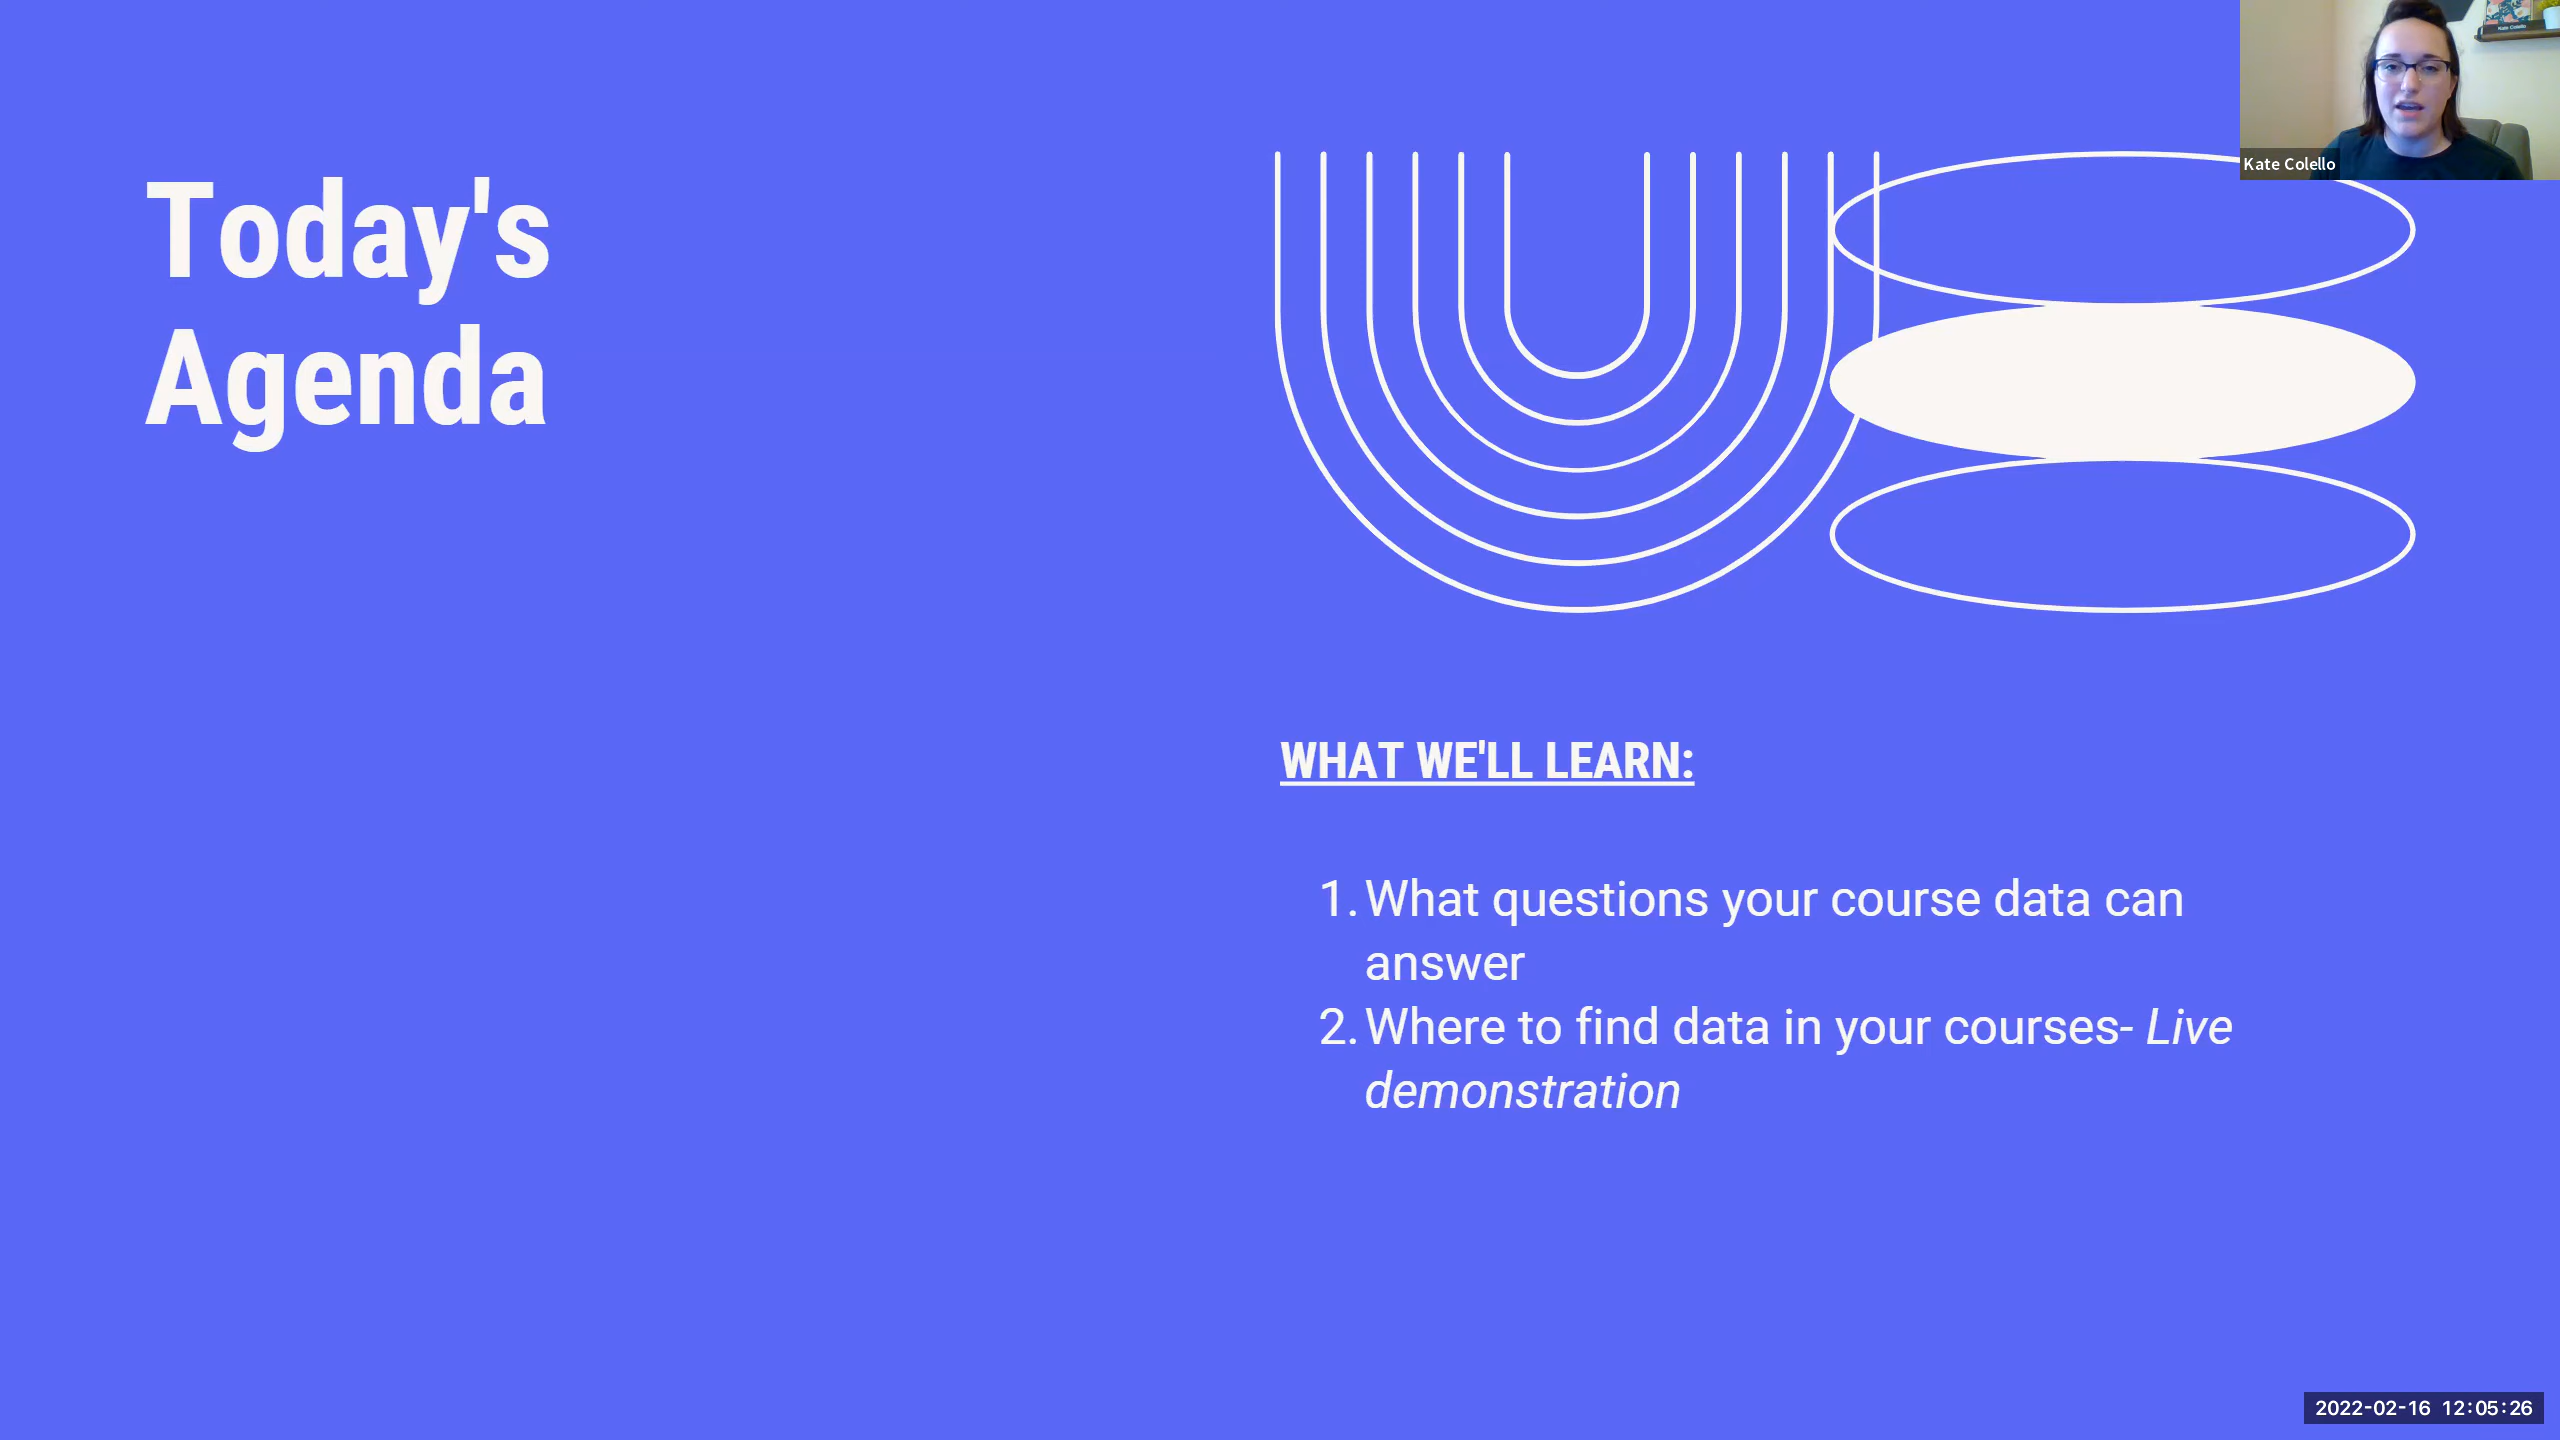 Today's
Agenda
Kate Colello
WHAT WE'LL LEARN:
1. What questions your course data can
answer
2. Where to find data in your courses- Live
demonstration
2022-02-16 12:05:26